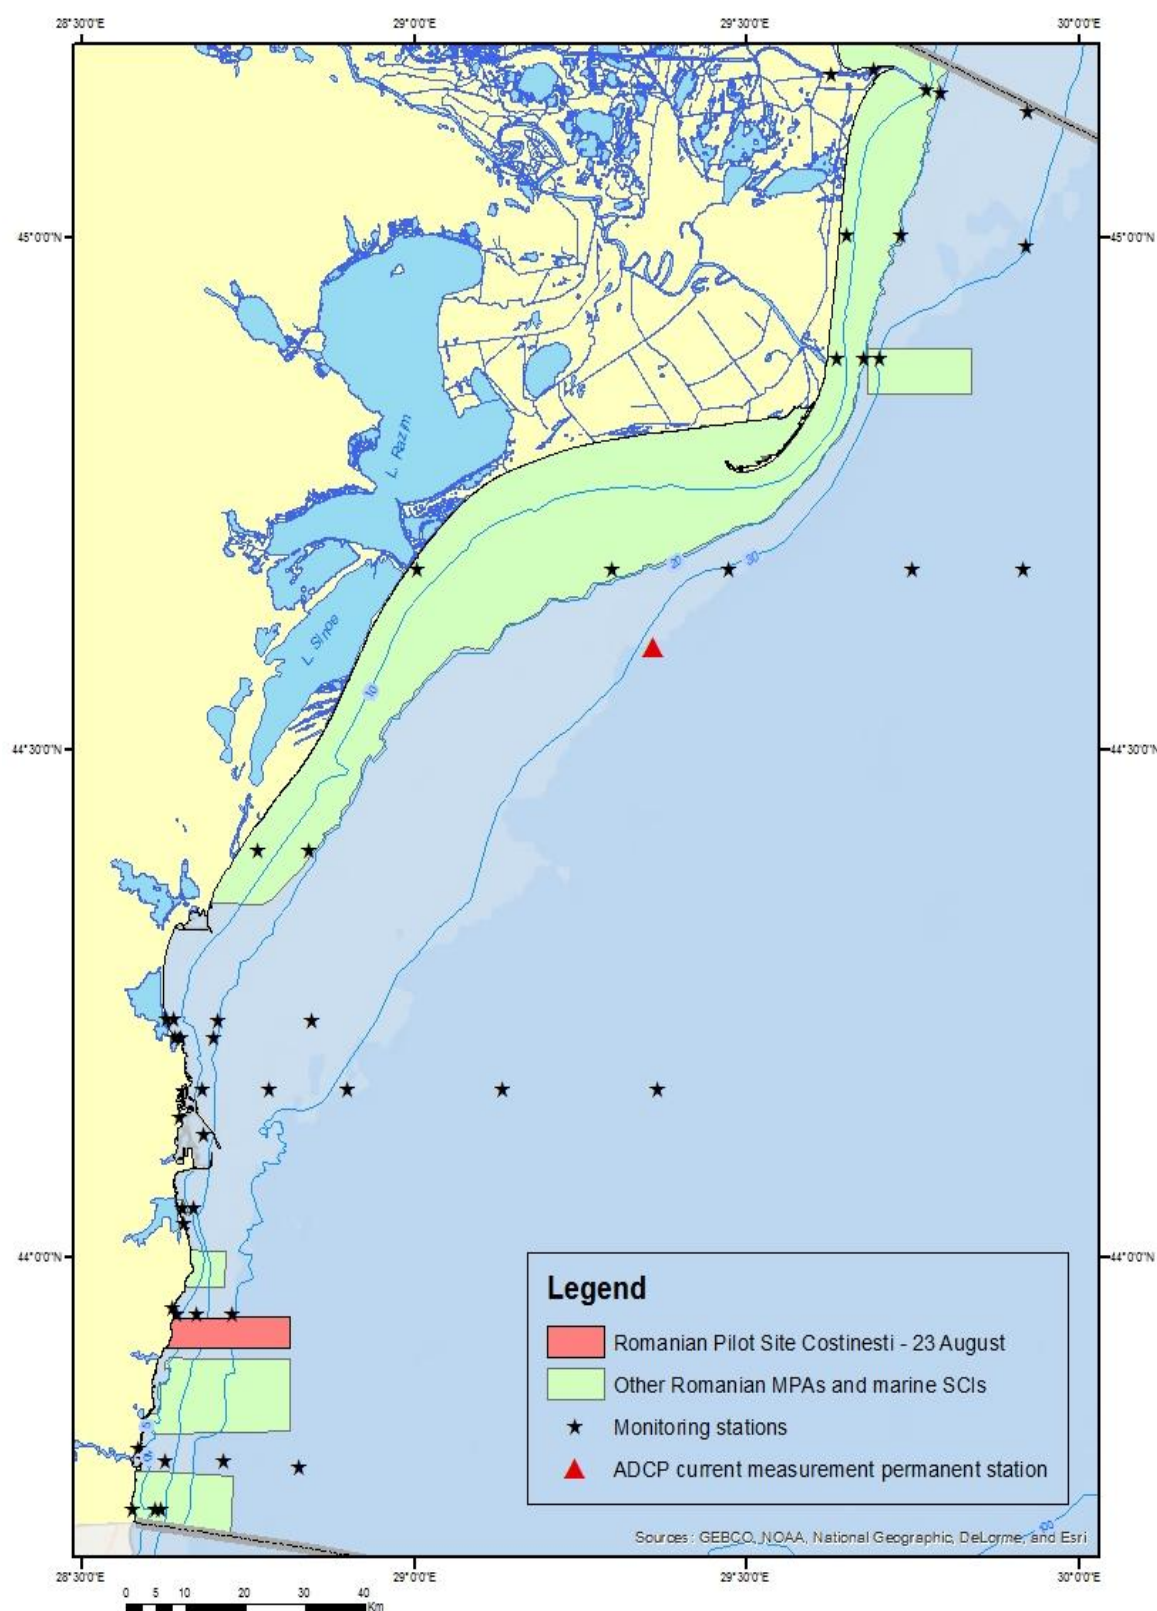 28°30'0"E 29°0'0"E 29°30'0"E 30°0'0"E
45°0'0"N 45°0'0"N
L. Razim
20 30
L. Sinoe
10
44°30'0"N 44°30'0"N
44°0'0"N 44°0'0"N
Legend
Romanian Pilot Site Costinesti - 23 August
Other Romanian MPAs and marine SCIs
Monitoring stations
ADCP current measurement permanent station
Sources: GEBCO, NOAA, National Geographic, DeLorme, and Esri
28°30'0"E 29°0'0"E 29°30'0"E 30°0'0"E
0 5 10 20 30 40
Km